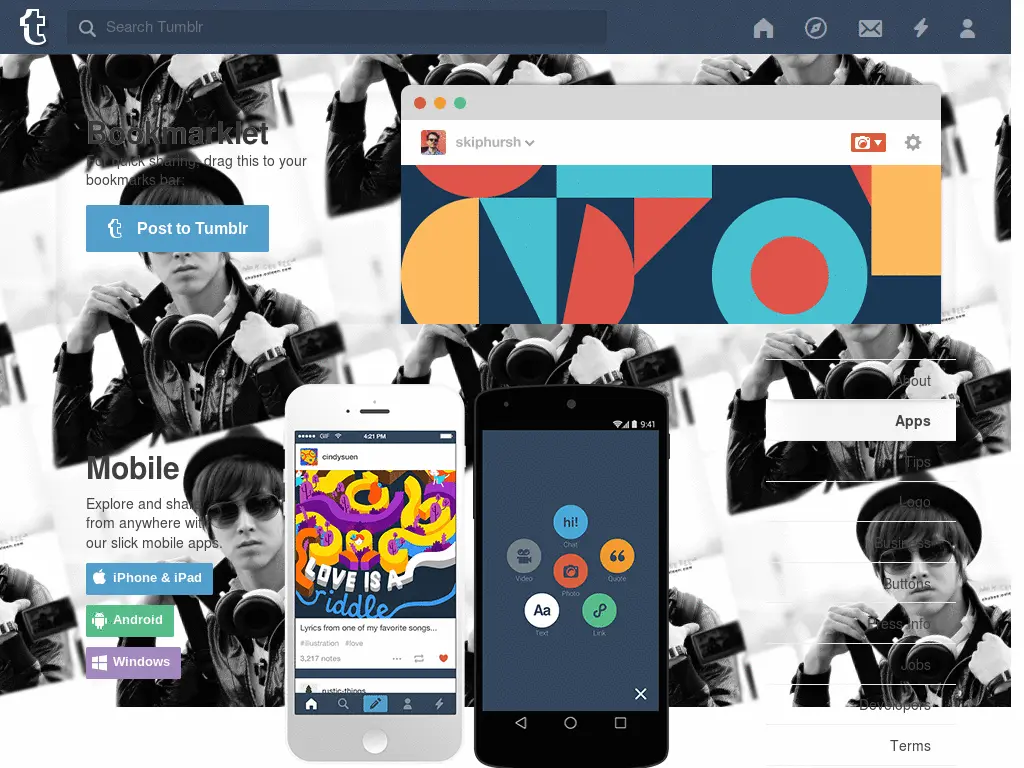 Search Tumblr
Bookmarklet
For quick sharing, drag this to your
bookmarks bar:
Post to Tumblr
skiphursh
Mobile
Explore and share
from anywhere with
our slick mobile apps.
iPhone & iPad
Android
Windows
GIF
4:21 PM
cindysuen
LOVE IS A
riddle
Lyrics from one of my favorite songs...
#illustration #love
3,217 notes
rustic-things
9:41
hi!
Chat
Video
Quote
Photo
Aa
Text
Link
About
Apps
Tips
Logo
Business
Buttons
Press Info
Jobs
Developers
Terms